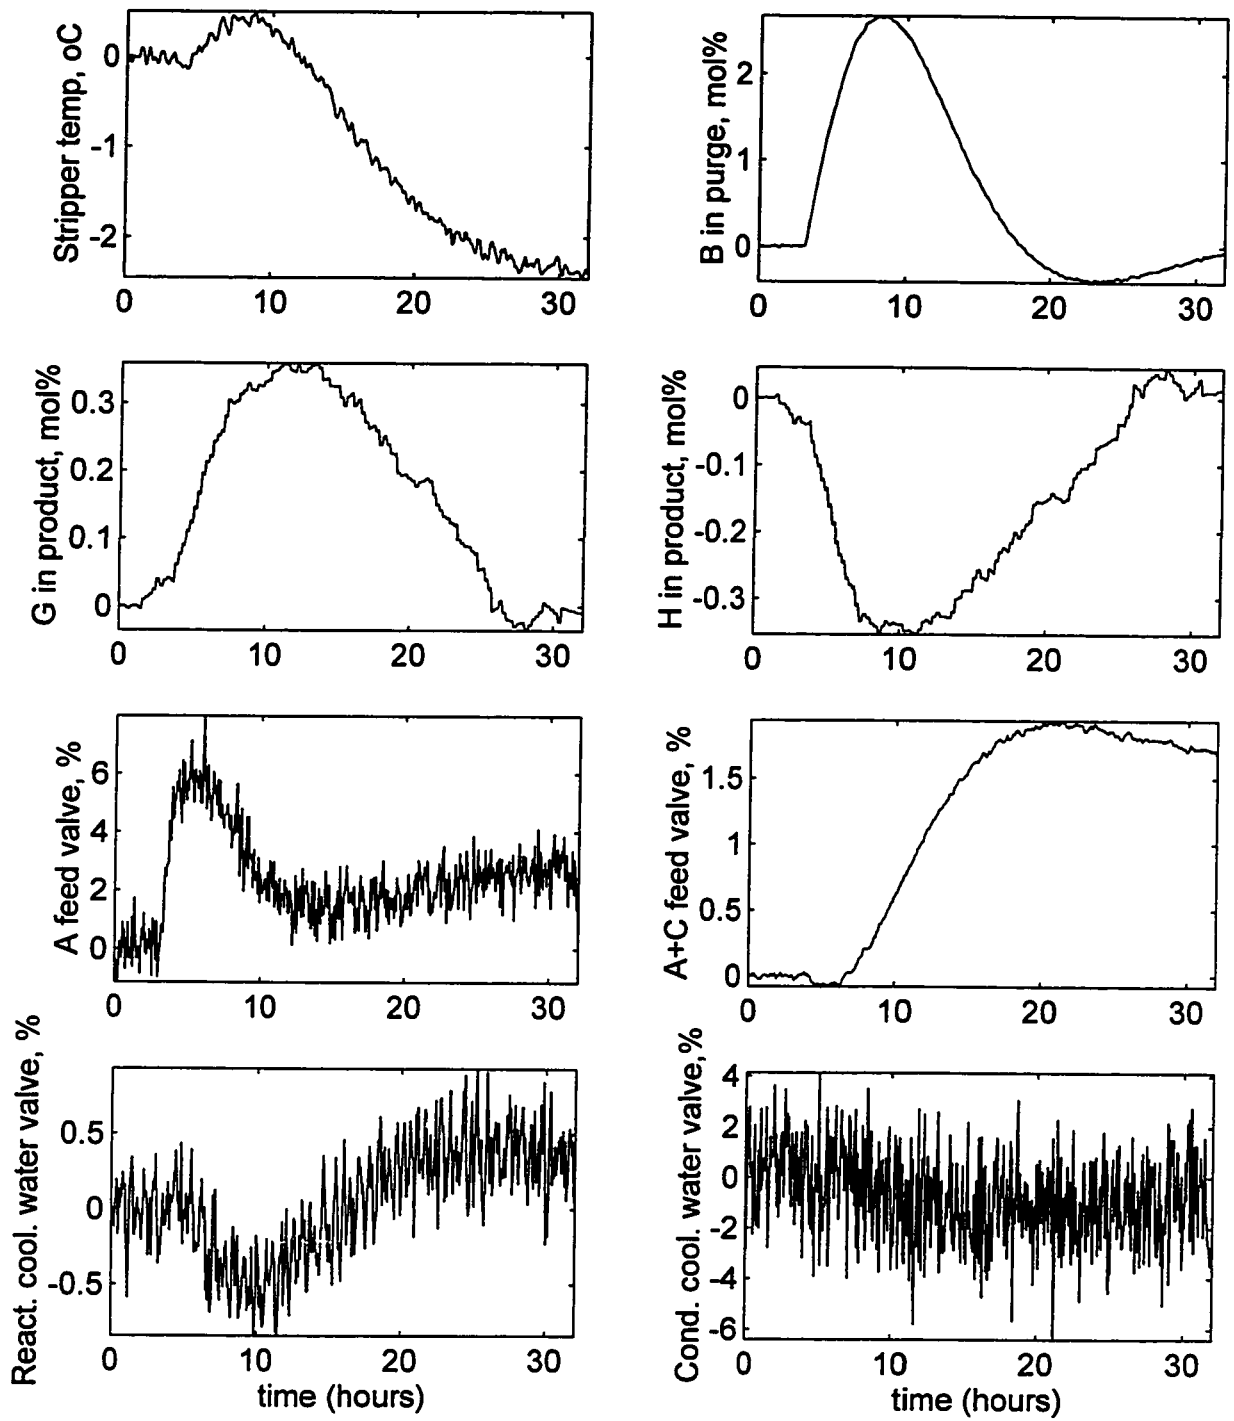 Stripper temp, oC
0
-1
-2
0 10 20 30
B in purge, mol%
2
1
0
0 10 20 30
G in product, mol%
0.3
0.2
0.1
0
0 10 20 30
H in product, mol%
0
-0.1
-0.2
-0.3
0 10 20 30
A feed valve, %
6
4
2
0
0 10 20 30
A+C feed valve, %
1.5
1
0.5
0
0 10 20 30
React. cool. water valve, %
0.5
0
-0.5
0 10 20 30
time (hours)
Cond. cool. water valve,%
4
2
0
-2
-4
-6
0 10 20 30
time (hours)